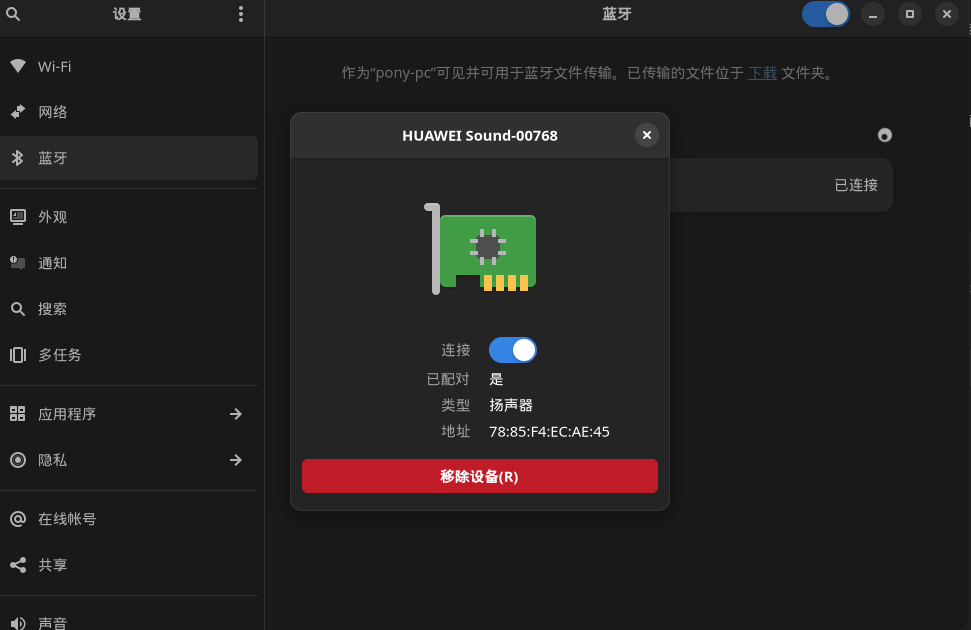 设置
蓝牙
Wi-Fi
网络
蓝牙
外观
通知
搜索
多任务
应用程序
隐私
在线帐号
共享
声音
作为“pony-pc”可见并可用于蓝牙文件传输。已传输的文件位于 下载 文件夹。
已连接
HUAWEI Sound-00768
连接
已配对 是
类型 扬声器
地址 78:85:F4:EC:AE:45
移除设备(R)